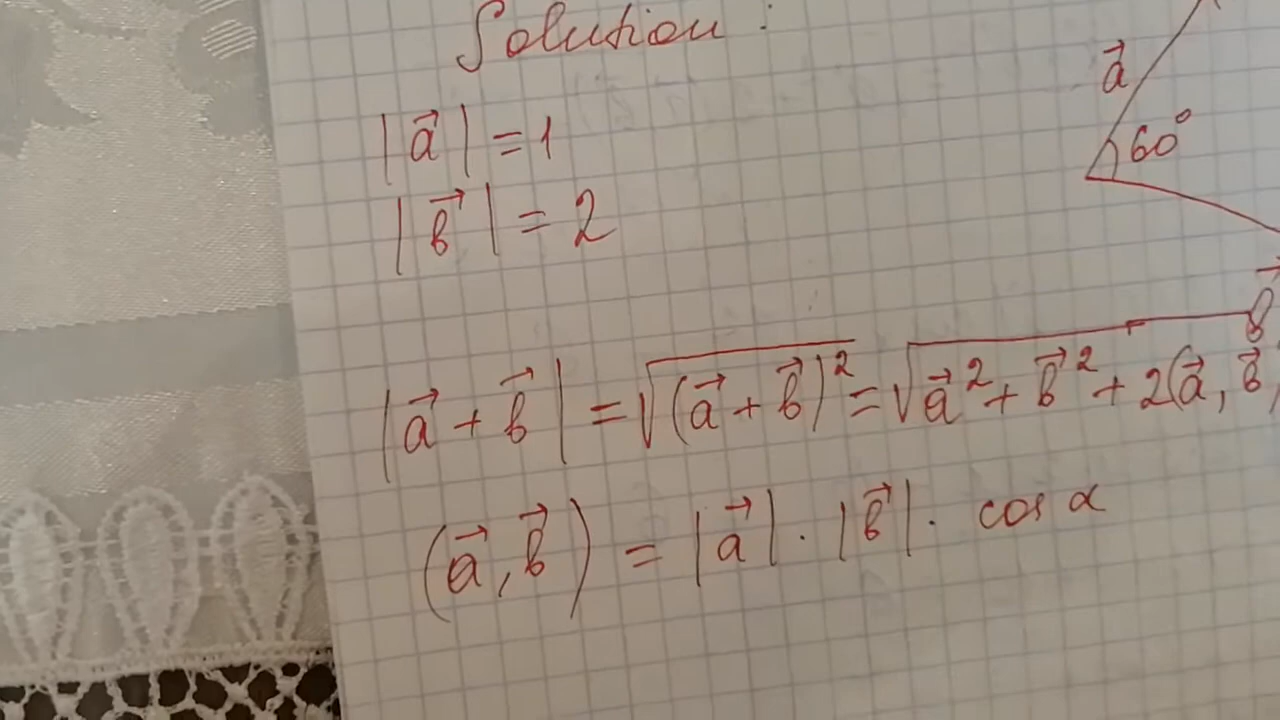 Solution :
|a⃗| = 1
|b⃗| = 2
a⃗
60°
b⃗
|a⃗ + b⃗| = √(a⃗ + b⃗)² = √a⃗² + b⃗² + 2(a⃗, b⃗)
(a⃗, b⃗) = |a⃗| · |b⃗| · cos α